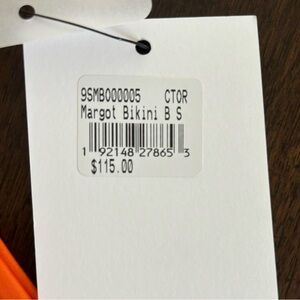 9SMB000005 CTOR
Margot Bikini B S
1 92148 27865 3
$115.00